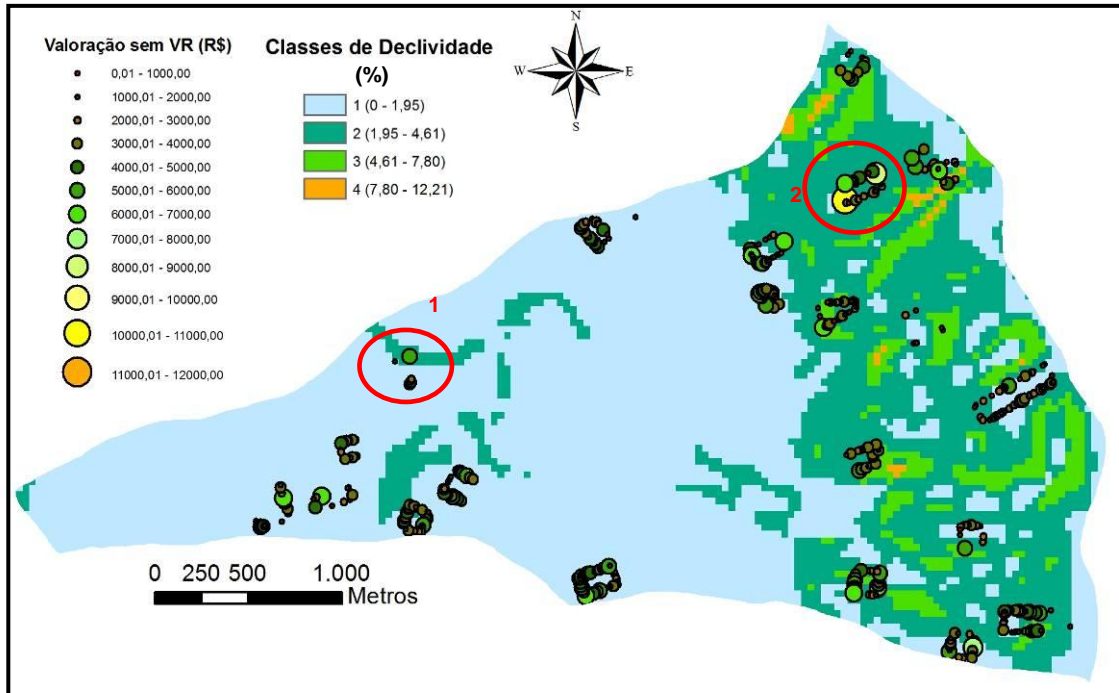 Valoração sem VR (R$)
0,01 - 1000,00
1000,01 - 2000,00
2000,01 - 3000,00
3000,01 - 4000,00
4000,01 - 5000,00
5000,01 - 6000,00
6000,01 - 7000,00
7000,01 - 8000,00
8000,01 - 9000,00
9000,01 - 10000,00
10000,01 - 11000,00
11000,01 - 12000,00
Classes de Declividade
(%)
1 (0 - 1,95)
2 (1,95 - 4,61)
3 (4,61 - 7,80)
4 (7,80 - 12,21)
N
W E
S
2
1
0 250 500 1.000
Metros